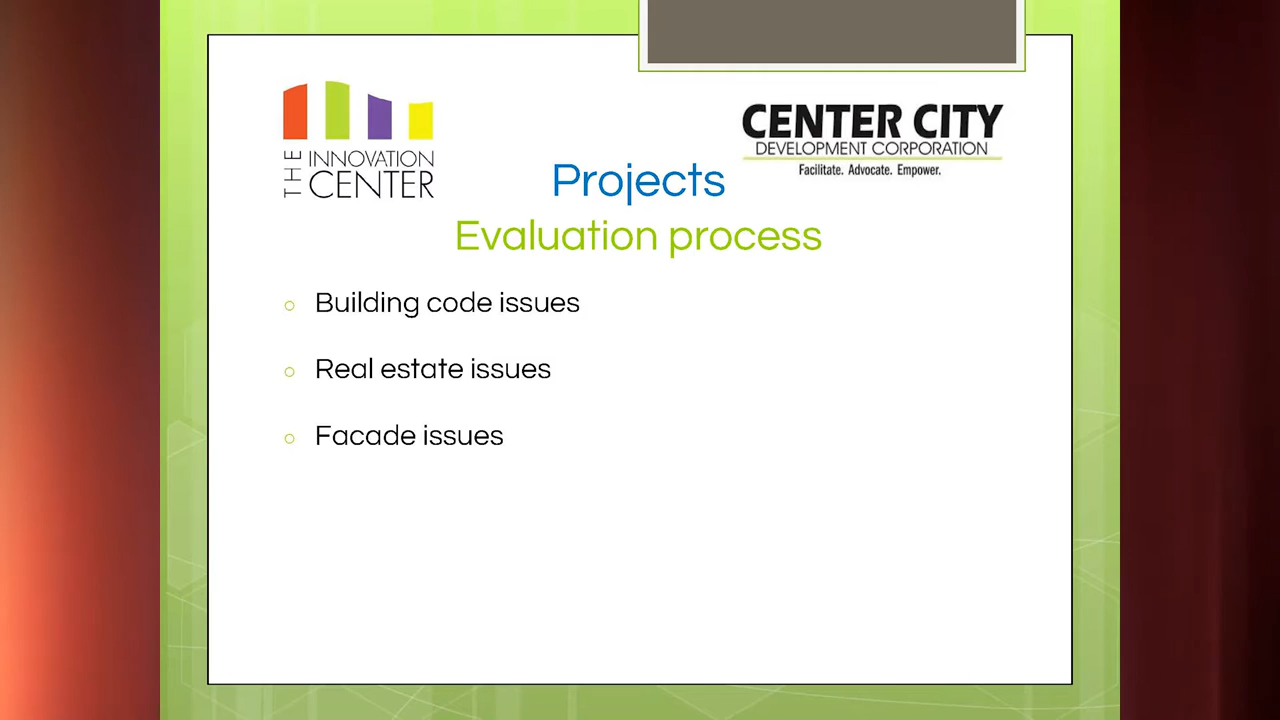 THE INNOVATION
CENTER
CENTER CITY
DEVELOPMENT CORPORATION
Facilitate. Advocate. Empower.
Projects
Evaluation process
Building code issues
Real estate issues
Facade issues